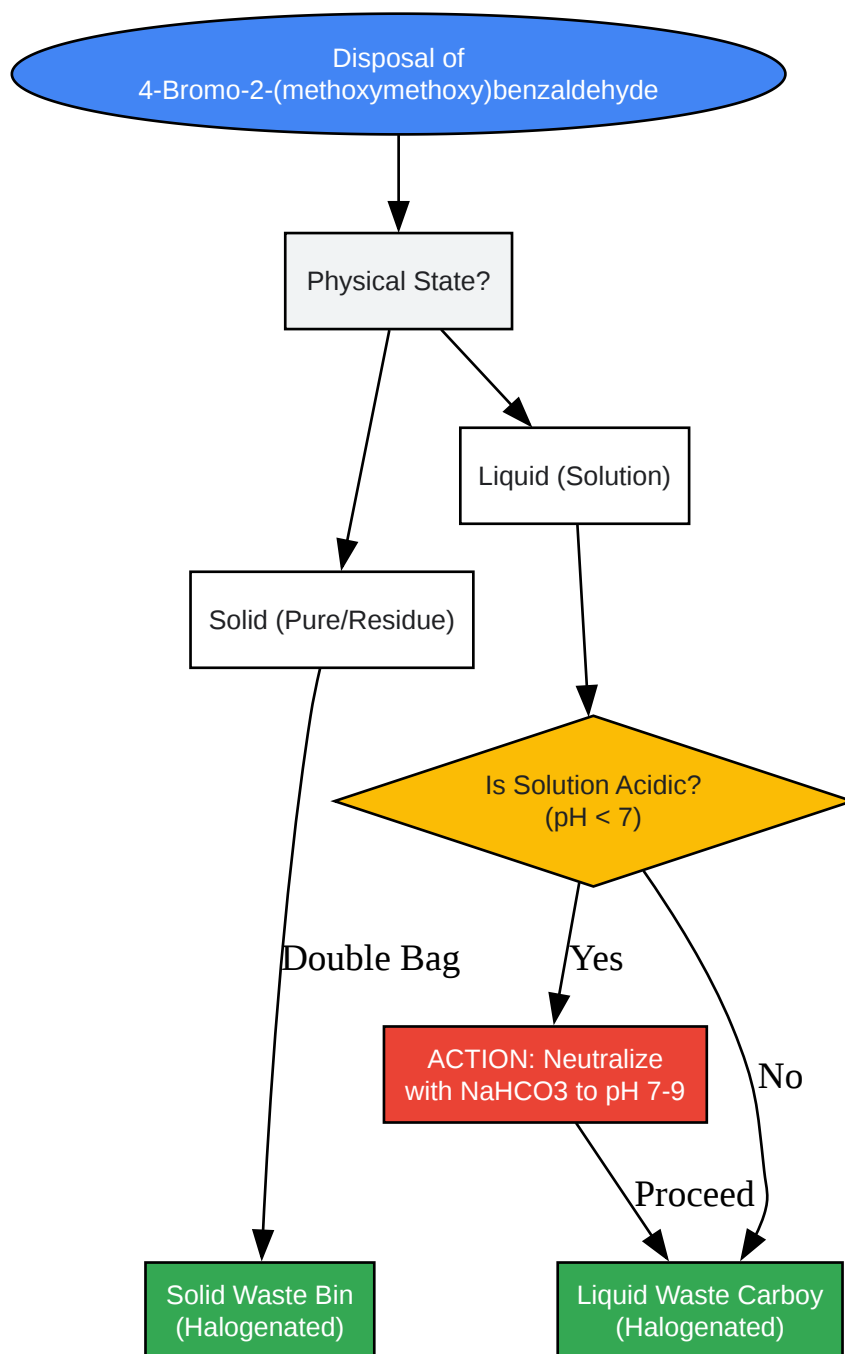 Disposal of
4-Bromo-2-(methoxymethoxy)benzaldehyde
Physical State?
Liquid (Solution)
Solid (Pure/Residue)
Is Solution Acidic?
(pH < 7)
Double Bag
Yes
ACTION: Neutralize
with NaHCO3 to pH 7-9
No
Proceed
Solid Waste Bin
(Halogenated)
Liquid Waste Carboy
(Halogenated)